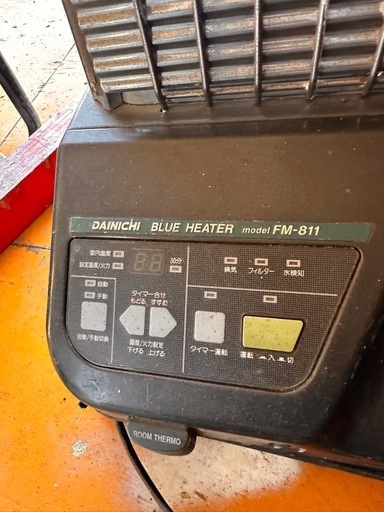 DAINICHI BLUE HEATER model FM-811
室内温度
設定温度/火力
88
30分
換気 フィルター 水検知
自動
手動
自動/手動切換
タイマー合せ
もどる すすむ
温度/火力設定
下げる 上げる
タイマー運転
運転 入 切
ROOM THERMO